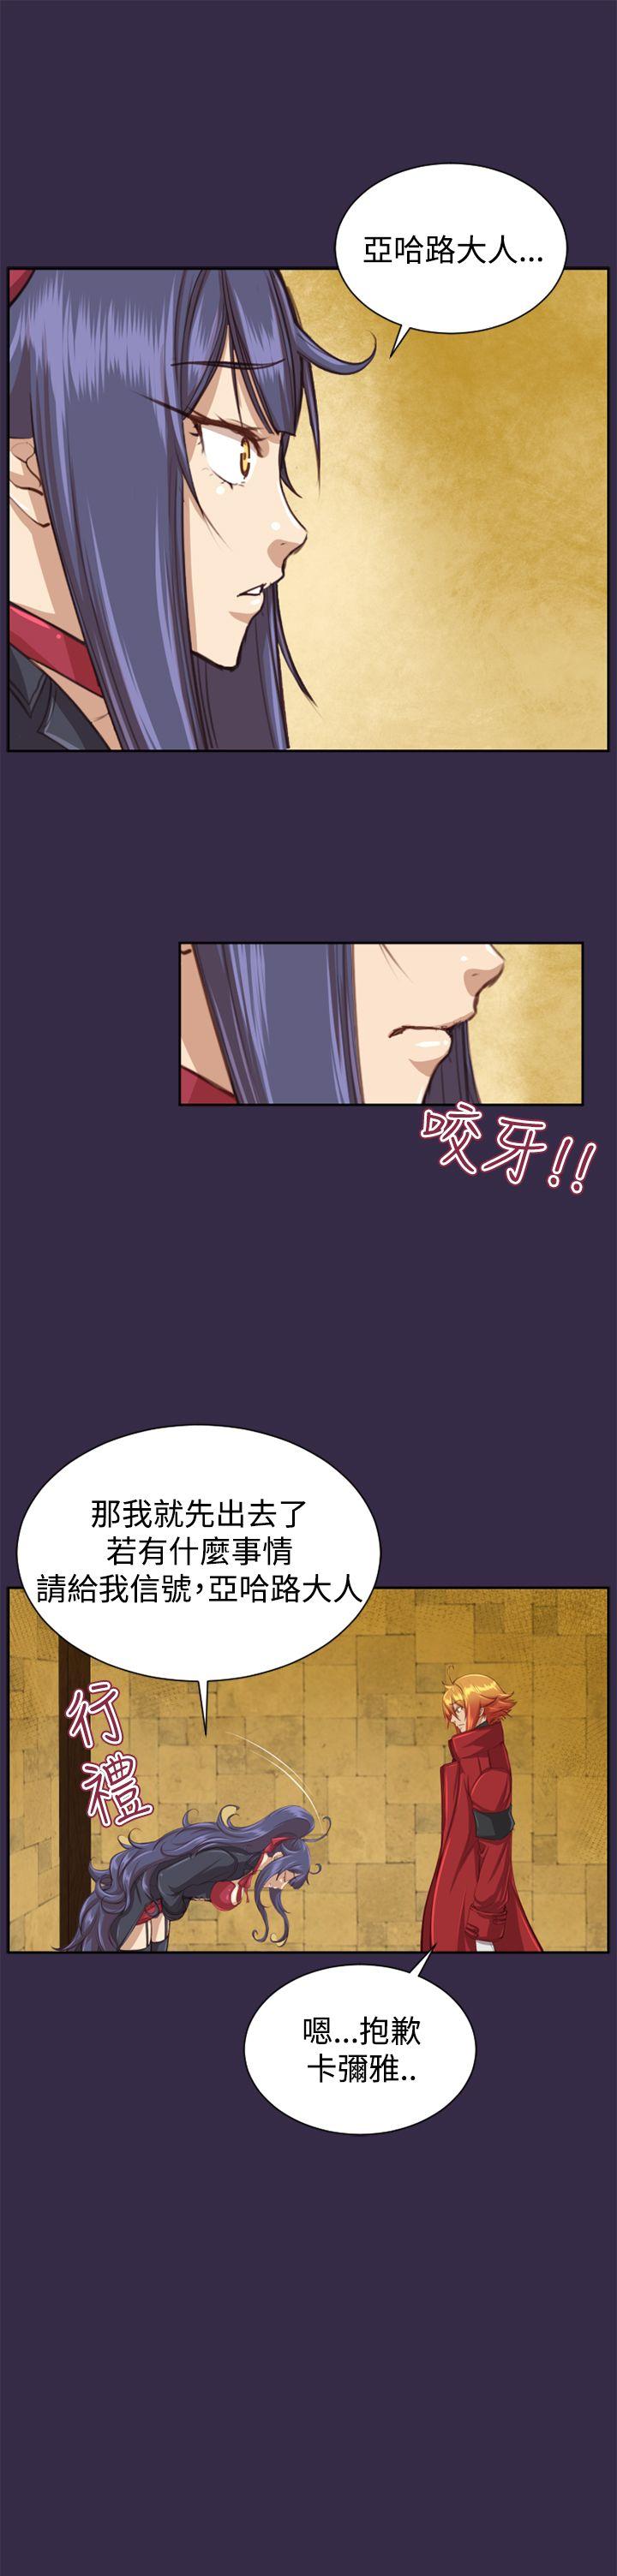 亞哈路大人...
咬牙!!
那我就先出去了
若有什麼事情
請給我信號,亞哈路大人
行禮
嗯...抱歉
卡彌雅..